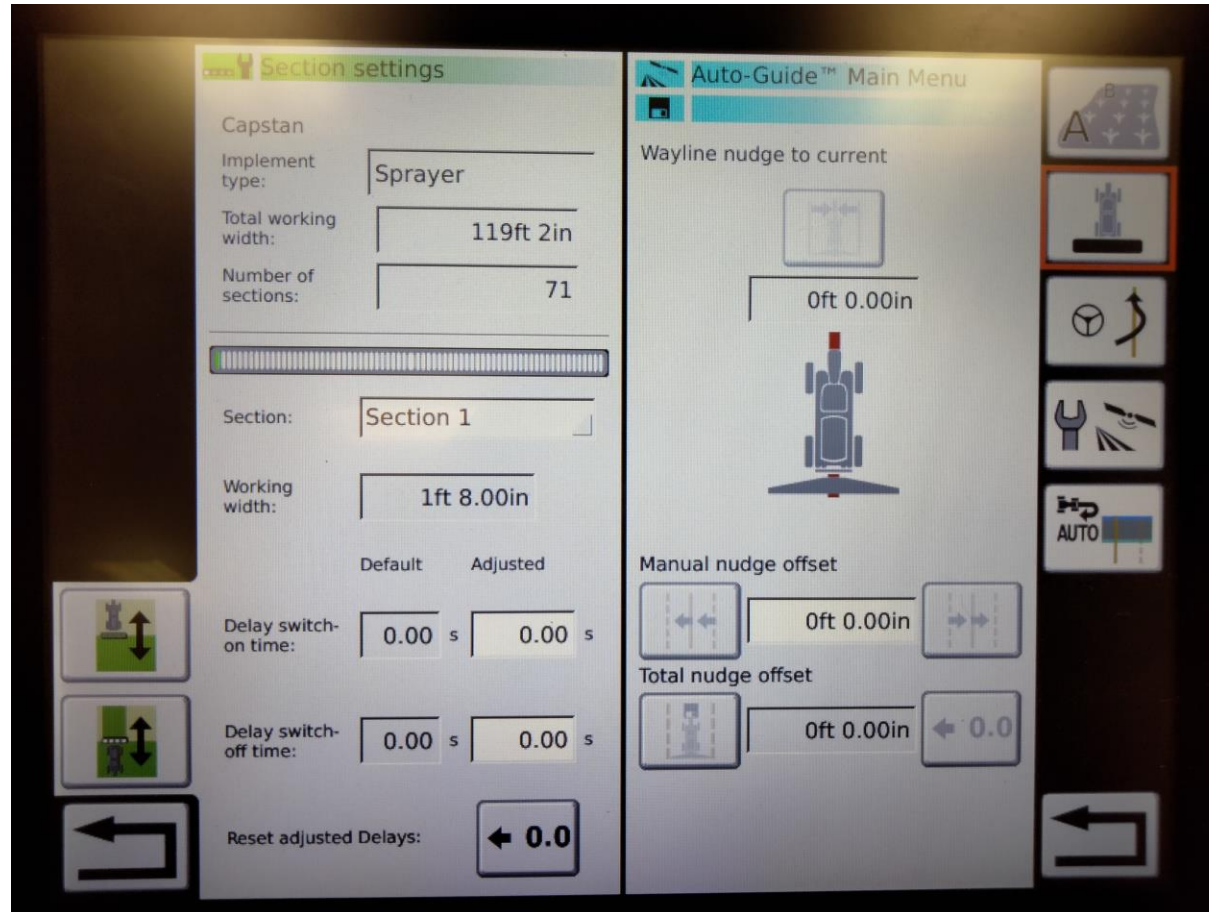 Section settings
Capstan
Implement
type:
Sprayer
Total working
width:
119ft 2in
Number of
sections:
71
Section:
Section 1
Working
width:
1ft 8.00in
Default
Adjusted
Delay switch-
on time:
0.00 s
0.00 s
Delay switch-
off time:
0.00 s
0.00 s
Reset adjusted Delays:
0.0
Auto-Guide™ Main Menu
Wayline nudge to current
0ft 0.00in
Manual nudge offset
0ft 0.00in
Total nudge offset
0ft 0.00in
0.0
A
B
AUTO